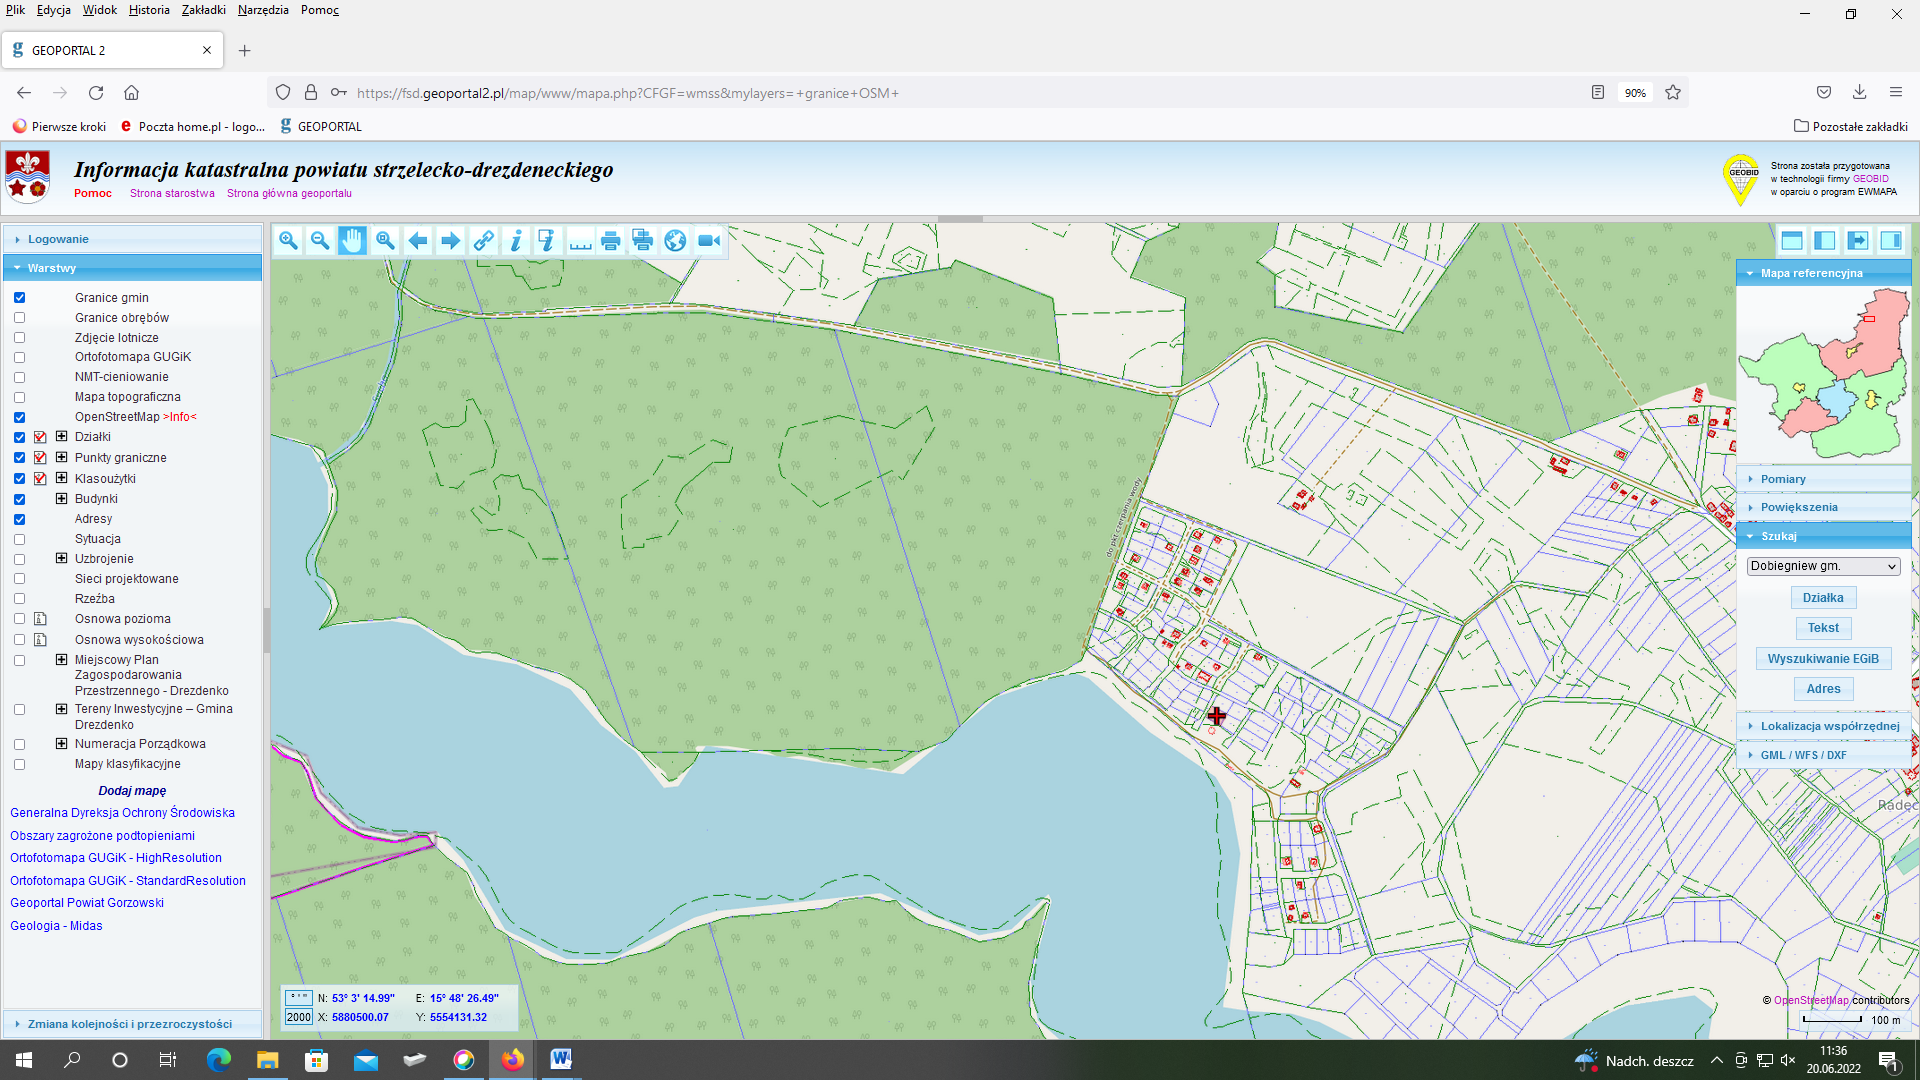 Plik Edycja Widok Historia Zakładki Narzędzia Pomoc
GEOPORTAL 2
https://fsd.geoportal2.pl/map/www/mapa.php?CFGF=wmss&mylayers=+granice+OSM+
90%
Pierwsze kroki
Poczta home.pl - logo...
GEOPORTAL
Pozostałe zakładki
Informacja katastralna powiatu strzelecko-drezdeneckiego
Pomoc Strona starostwa Strona główna geoportalu
GEOBID
Strona została przygotowana
w technologii firmy GEOBID
w oparciu o program EWMAPA
Logowanie
Warstwy
Granice gmin
Granice obrębów
Zdjęcie lotnicze
Ortofotomapa GUGiK
NMT-cieniowanie
Mapa topograficzna
OpenStreetMap >Info<
Działki
Punkty graniczne
Klasoużytki
Budynki
Adresy
Sytuacja
Uzbrojenie
Sieci projektowane
Rzeźba
Osnowa pozioma
Osnowa wysokościowa
Miejscowy Plan
Zagospodarowania
Przestrzennego - Drezdenko
Tereny Inwestycyjne – Gmina
Drezdenko
Numeracja Porządkowa
Mapy klasyfikacyjne
Dodaj mapę
Generalna Dyreksja Ochrony Środowiska
Obszary zagrożone podtopieniami
Ortofotomapa GUGiK - HighResolution
Ortofotomapa GUGiK - StandardResolution
Geoportal Powiat Gorzowski
Geologia - Midas
Zmiana kolejności i przezroczystości
do pkt czerpania wody
Radęc
Mapa referencyjna
Pomiary
Powiększenia
Szukaj
Dobiegniew gm.
Działka
Tekst
Wyszukiwanie EGiB
Adres
Lokalizacja współrzędnej
GML / WFS / DXF
° ' " N: 53° 3' 14.99" E: 15° 48' 26.49"
2000 X: 5880500.07 Y: 5554131.32
© OpenStreetMap contributors
100 m
Nadch. deszcz
11:36
20.06.2022
1